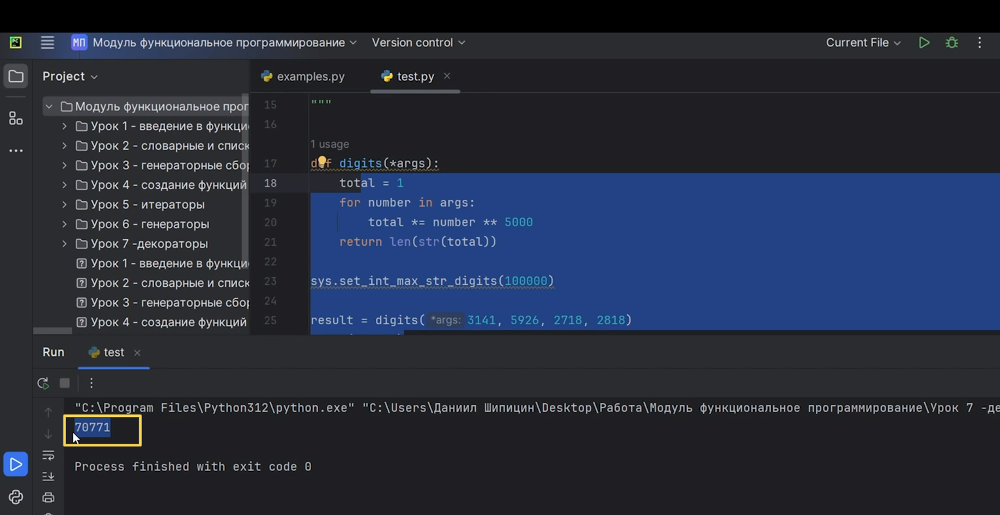 PC
МП Модуль функциональное программирование Version control Current File
Project
examples.py
test.py
Модуль функциональное прог
Урок 1 - введение в функци
Урок 2 - словарные и списк
Урок 3 - генераторные сбо
Урок 4 - создание функций
Урок 5 - итераторы
Урок 6 - генераторы
Урок 7 -декораторы
Урок 1 - введение в функци
Урок 2 - словарные и списк
Урок 3 - генераторные сбо
Урок 4 - создание функций
15 """
16
1 usage
17 def digits(*args):
18 total = 1
19 for number in args:
20 total *= number ** 5000
21 return len(str(total))
22
23 sys.set_int_max_str_digits(100000)
24
25 result = digits( *args: 3141, 5926, 2718, 2818)
Run test
"C:\Program Files\Python312\python.exe" "C:\Users\Даниил Шипицин\Desktop\Работа\Модуль функциональное программирование\Урок 7 -де
70771
Process finished with exit code 0